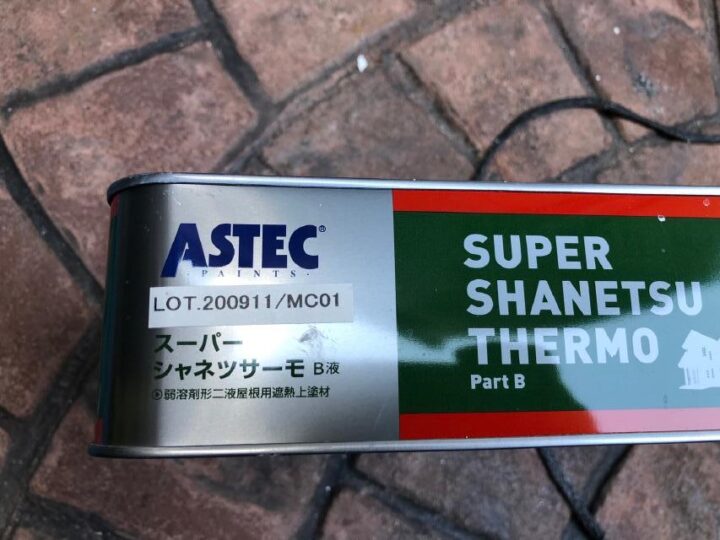 ASTEC®
· PAINTS ·
LOT.200911/MC01
スーパー
シャネツサーモ B液
弱溶剤形二液屋根用遮熱上塗材
SUPER
SHANETSU
THERMO
Part B